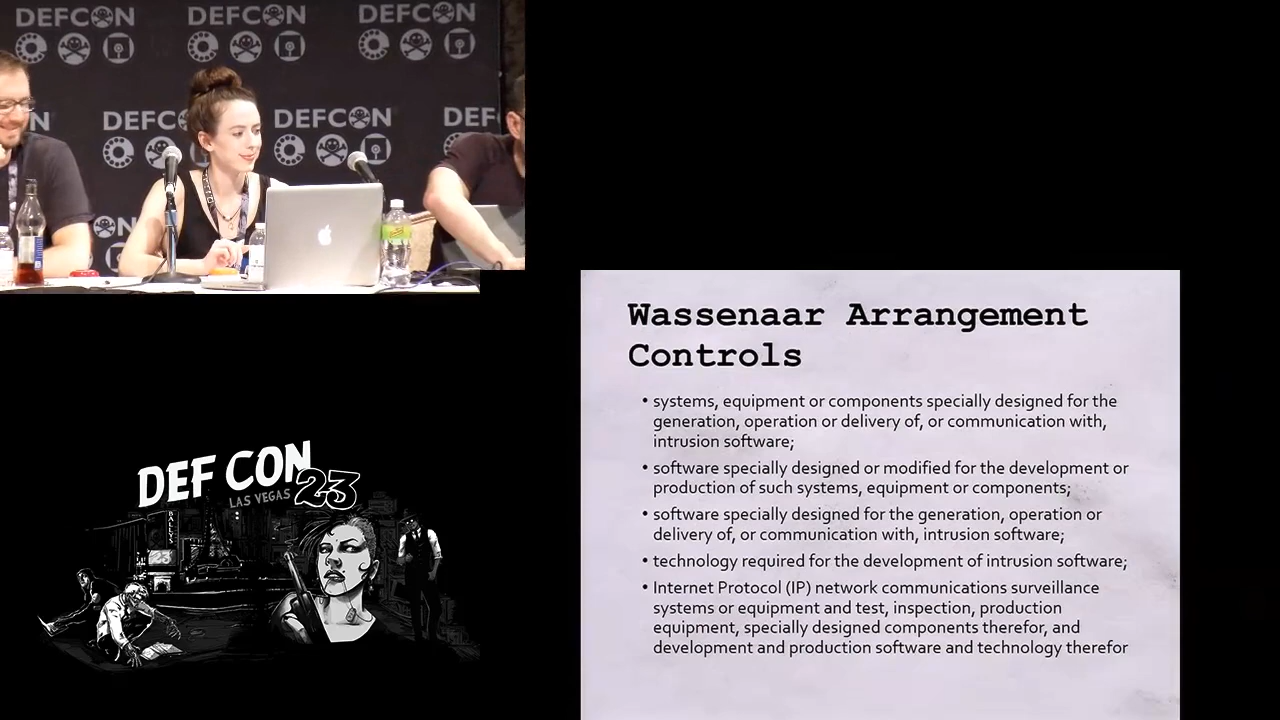 DEFCON DEFCON DEFCON
N DEFC DEFCON DEF
ON
DEF CON 23
LAS VEGAS
BALLYS
Wassenaar Arrangement
Controls
• systems, equipment or components specially designed for the
generation, operation or delivery of, or communication with,
intrusion software;
• software specially designed or modified for the development or
production of such systems, equipment or components;
• software specially designed for the generation, operation or
delivery of, or communication with, intrusion software;
• technology required for the development of intrusion software;
• Internet Protocol (IP) network communications surveillance
systems or equipment and test, inspection, production
equipment, specially designed components therefor, and
development and production software and technology therefor